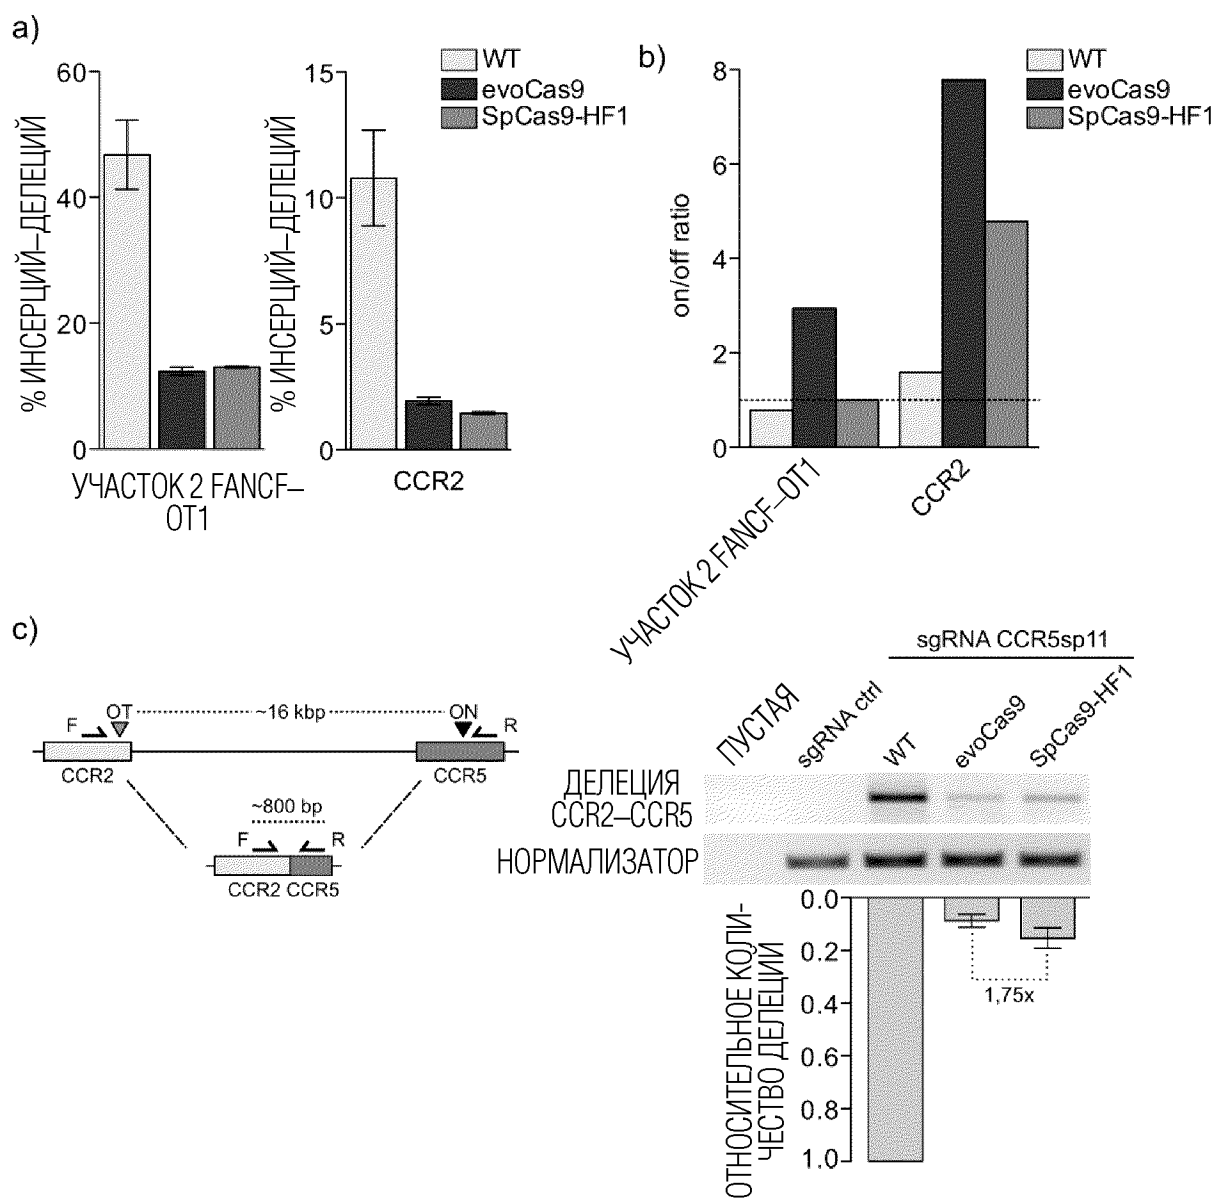 a)
WT
evoCas9
SpCas9-HF1
% ИНСЕРЦИЙ–ДЕЛЕЦИЙ
60
40
20
0
УЧАСТОК 2 FANCF–
OT1
% ИНСЕРЦИЙ–ДЕЛЕЦИЙ
15
10
5
0
CCR2
b)
WT
evoCas9
SpCas9-HF1
on/off ratio
8
6
4
2
0
УЧАСТОК 2 FANCF–OT1
CCR2
c)
F OT ~16 kbp ON R
CCR2 CCR5
~800 bp
F R
CCR2 CCR5
sgRNA CCR5sp11
ПУСТАЯ sgRNA ctrl WT evoCas9 SpCas9-HF1
ДЕЛЕЦИЯ
CCR2–CCR5
НОРМАЛИЗАТОР
ОТНОСИТЕЛЬНОЕ КОЛИ-
ЧЕСТВО ДЕЛЕЦИЙ
0.0
0.2
0.4
0.6
0.8
1.0
1,75x